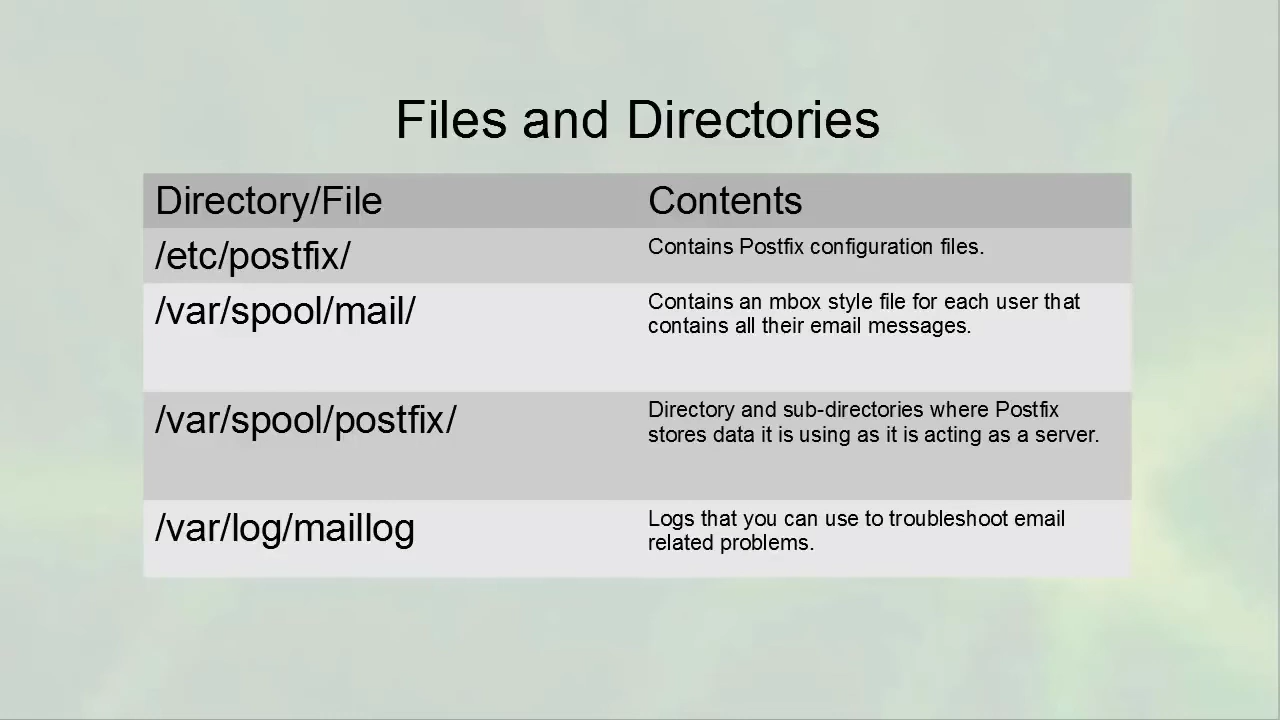 Files and Directories
Directory/File
Contents
/etc/postfix/
Contains Postfix configuration files.
/var/spool/mail/
Contains an mbox style file for each user that
contains all their email messages.
/var/spool/postfix/
Directory and sub-directories where Postfix
stores data it is using as it is acting as a server.
/var/log/maillog
Logs that you can use to troubleshoot email
related problems.